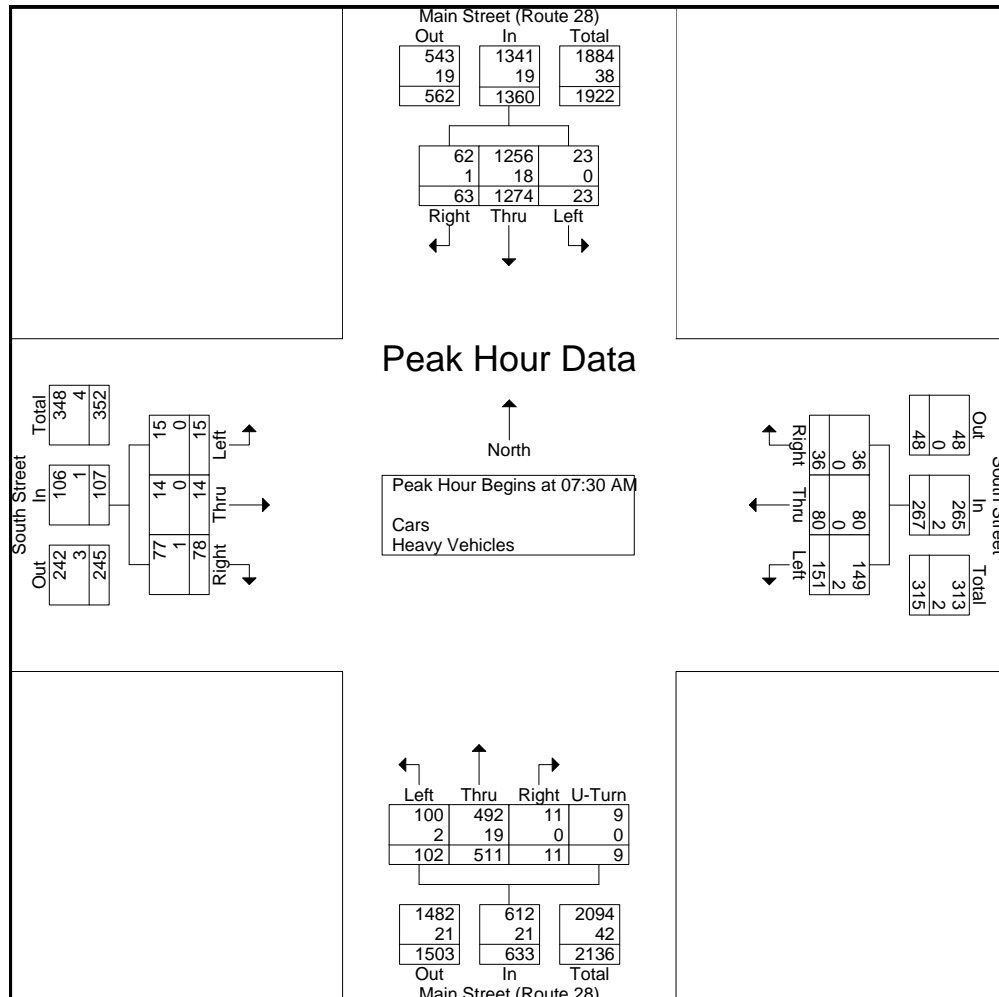 Main Street (Route 28)
Out In Total
543 1341 1884
19 19 38
562 1360 1922
62 1256 23
1 18 0
63 1274 23
Right Thru Left
Peak Hour Data
North
Peak Hour Begins at 07:30 AM
Cars
Heavy Vehicles
South Street
Total In Out
348 106 242
4 1 3
352 107 245
15 14 77
0 0 1
15 14 78
Left Thru Right
South Street
Out In Total
48 265 313
0 2 2
48 267 315
36 80 149
0 0 2
36 80 151
Right Thru Left
Left Thru Right U-Turn
100 492 11 9
2 19 0 0
102 511 11 9
1482 612 2094
21 21 42
1503 633 2136
Out In Total
Main Street (Route 28)